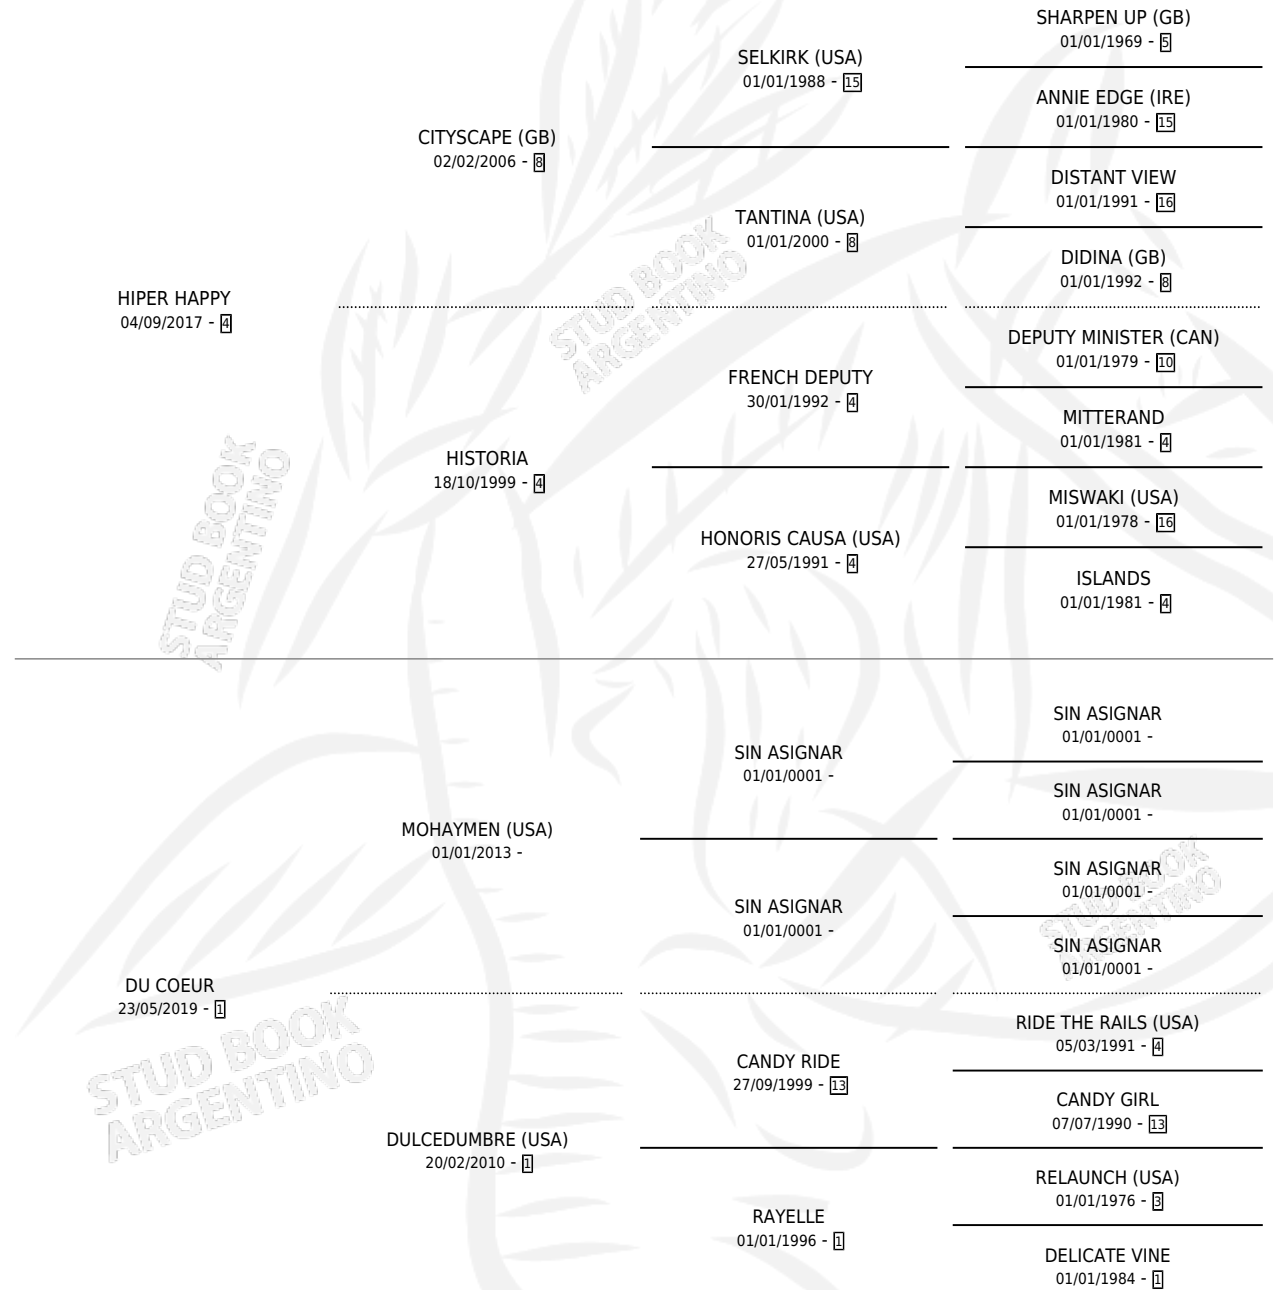 SHARPEN UP (GB)
01/01/1969 - 5
SELKIRK (USA)
01/01/1988 - 15
ANNIE EDGE (IRE)
01/01/1980 - 15
CITYSCAPE (GB)
02/02/2006 - 8
DISTANT VIEW
01/01/1991 - 16
TANTINA (USA)
01/01/2000 - 8
DIDINA (GB)
01/01/1992 - 8
HIPER HAPPY
04/09/2017 - 4
DEPUTY MINISTER (CAN)
01/01/1979 - 10
FRENCH DEPUTY
30/01/1992 - 4
MITTERAND
01/01/1981 - 4
HISTORIA
18/10/1999 - 4
MISWAKI (USA)
01/01/1978 - 16
HONORIS CAUSA (USA)
27/05/1991 - 4
ISLANDS
01/01/1981 - 4
SIN ASIGNAR
01/01/0001 -
SIN ASIGNAR
01/01/0001 -
SIN ASIGNAR
01/01/0001 -
MOHAYMEN (USA)
01/01/2013 -
SIN ASIGNAR
01/01/0001 -
SIN ASIGNAR
01/01/0001 -
SIN ASIGNAR
01/01/0001 -
DU COEUR
23/05/2019 - 1
RIDE THE RAILS (USA)
05/03/1991 - 4
CANDY RIDE
27/09/1999 - 13
CANDY GIRL
07/07/1990 - 13
DULCEDUMBRE (USA)
20/02/2010 - 1
RELAUNCH (USA)
01/01/1976 - 3
RAYELLE
01/01/1996 - 1
DELICATE VINE
01/01/1984 - 1
STUD BOOK
ARGENTINO
STUD BOOK
ARGENTINO
STUD BOOK
ARGENTINO
STUD BOOK
ARGENTINO